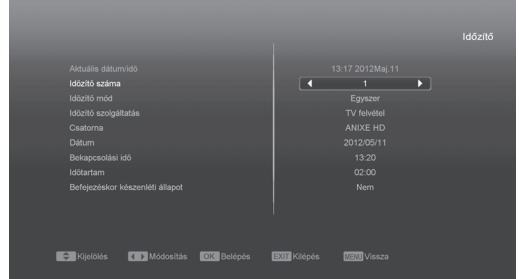 Időzítő
Aktuális dátum/idő 13:17 2012Maj.11
Időzítő száma 1
Időzítő mód Egyszer
Időzítő szolgáltatás TV felvétel
Csatorna ANIXE HD
Dátum 2012/05/11
Bekapcsolási idő 13:20
Időtartam 02:00
Befejezéskor készenléti állapot Nem
Kijelölés Módosítás OK Belépés EXIT Kilépés MENU Vissza